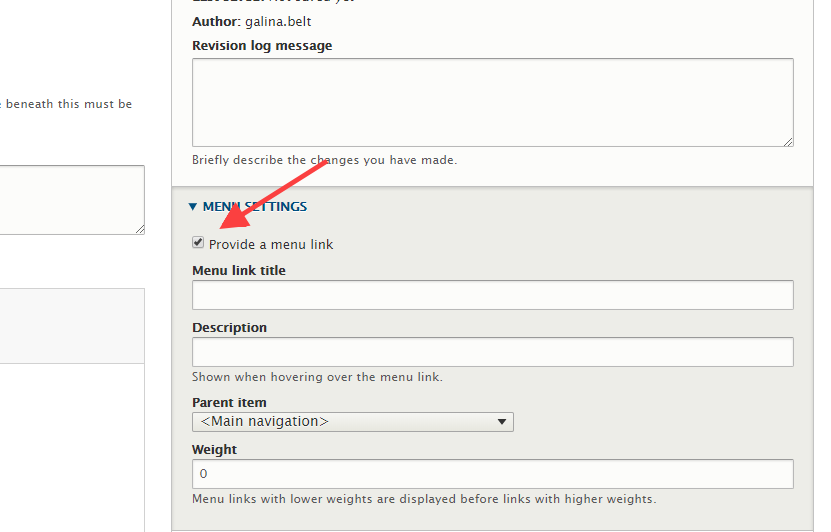 Author: galina.belt
Revision log message
beneath this must be
Briefly describe the changes you have made.
MENU SETTINGS
Provide a menu link
Menu link title
Description
Shown when hovering over the menu link.
Parent item
<Main navigation>
Weight
0
Menu links with lower weights are displayed before links with higher weights.